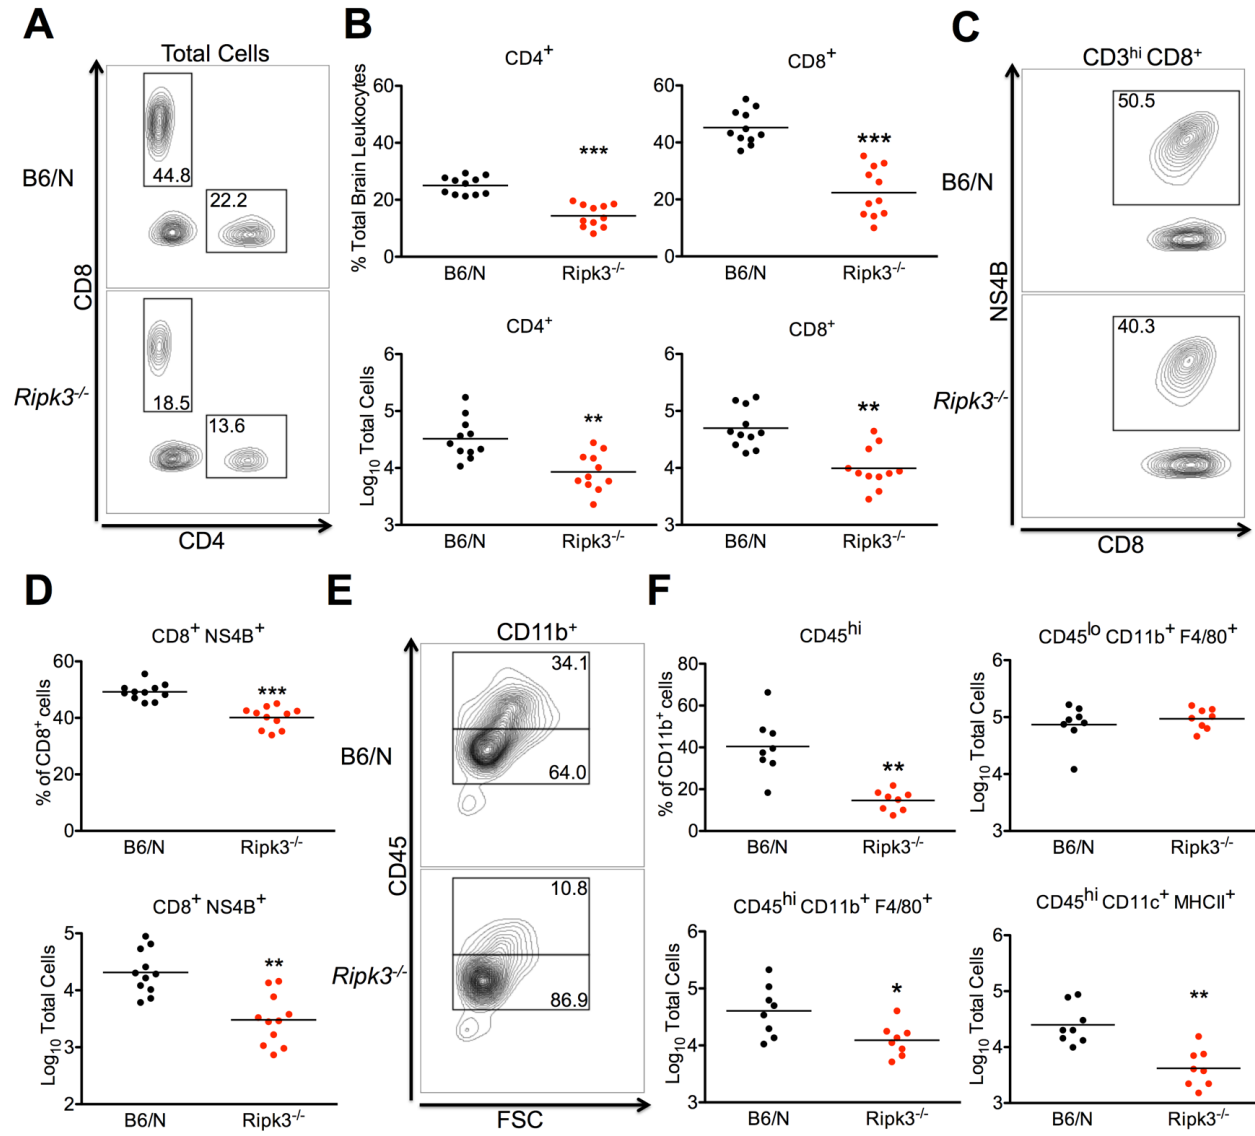 A
Total Cells
B6/N
44.8
22.2
Ripk3-/-
18.5
13.6
CD8
CD4
B
CD4+
% Total Brain Leukocytes
60
40
20
0
***
B6/N
Ripk3-/-
CD8+
60
40
20
0
***
B6/N
Ripk3-/-
CD4+
Log10 Total Cells
6
5
4
3
**
B6/N
Ripk3-/-
CD8+
6
5
4
3
**
B6/N
Ripk3-/-
C
CD3hi CD8+
B6/N
50.5
Ripk3-/-
40.3
NS4B
CD8
D
CD8+ NS4B+
% of CD8+ cells
60
40
20
0
***
B6/N
Ripk3-/-
CD8+ NS4B+
Log10 Total Cells
5
4
3
2
**
B6/N
Ripk3-/-
E
CD11b+
B6/N
34.1
64.0
Ripk3-/-
10.8
86.9
CD45
FSC
F
CD45hi
% of CD11b+ cells
80
60
40
20
0
**
B6/N
Ripk3-/-
CD45lo CD11b+ F4/80+
Log10 Total Cells
6
5
4
3
B6/N
Ripk3-/-
CD45hi CD11b+ F4/80+
Log10 Total Cells
6
5
4
3
*
B6/N
Ripk3-/-
CD45hi CD11c+ MHCII+
Log10 Total Cells
6
5
4
3
**
B6/N
Ripk3-/-